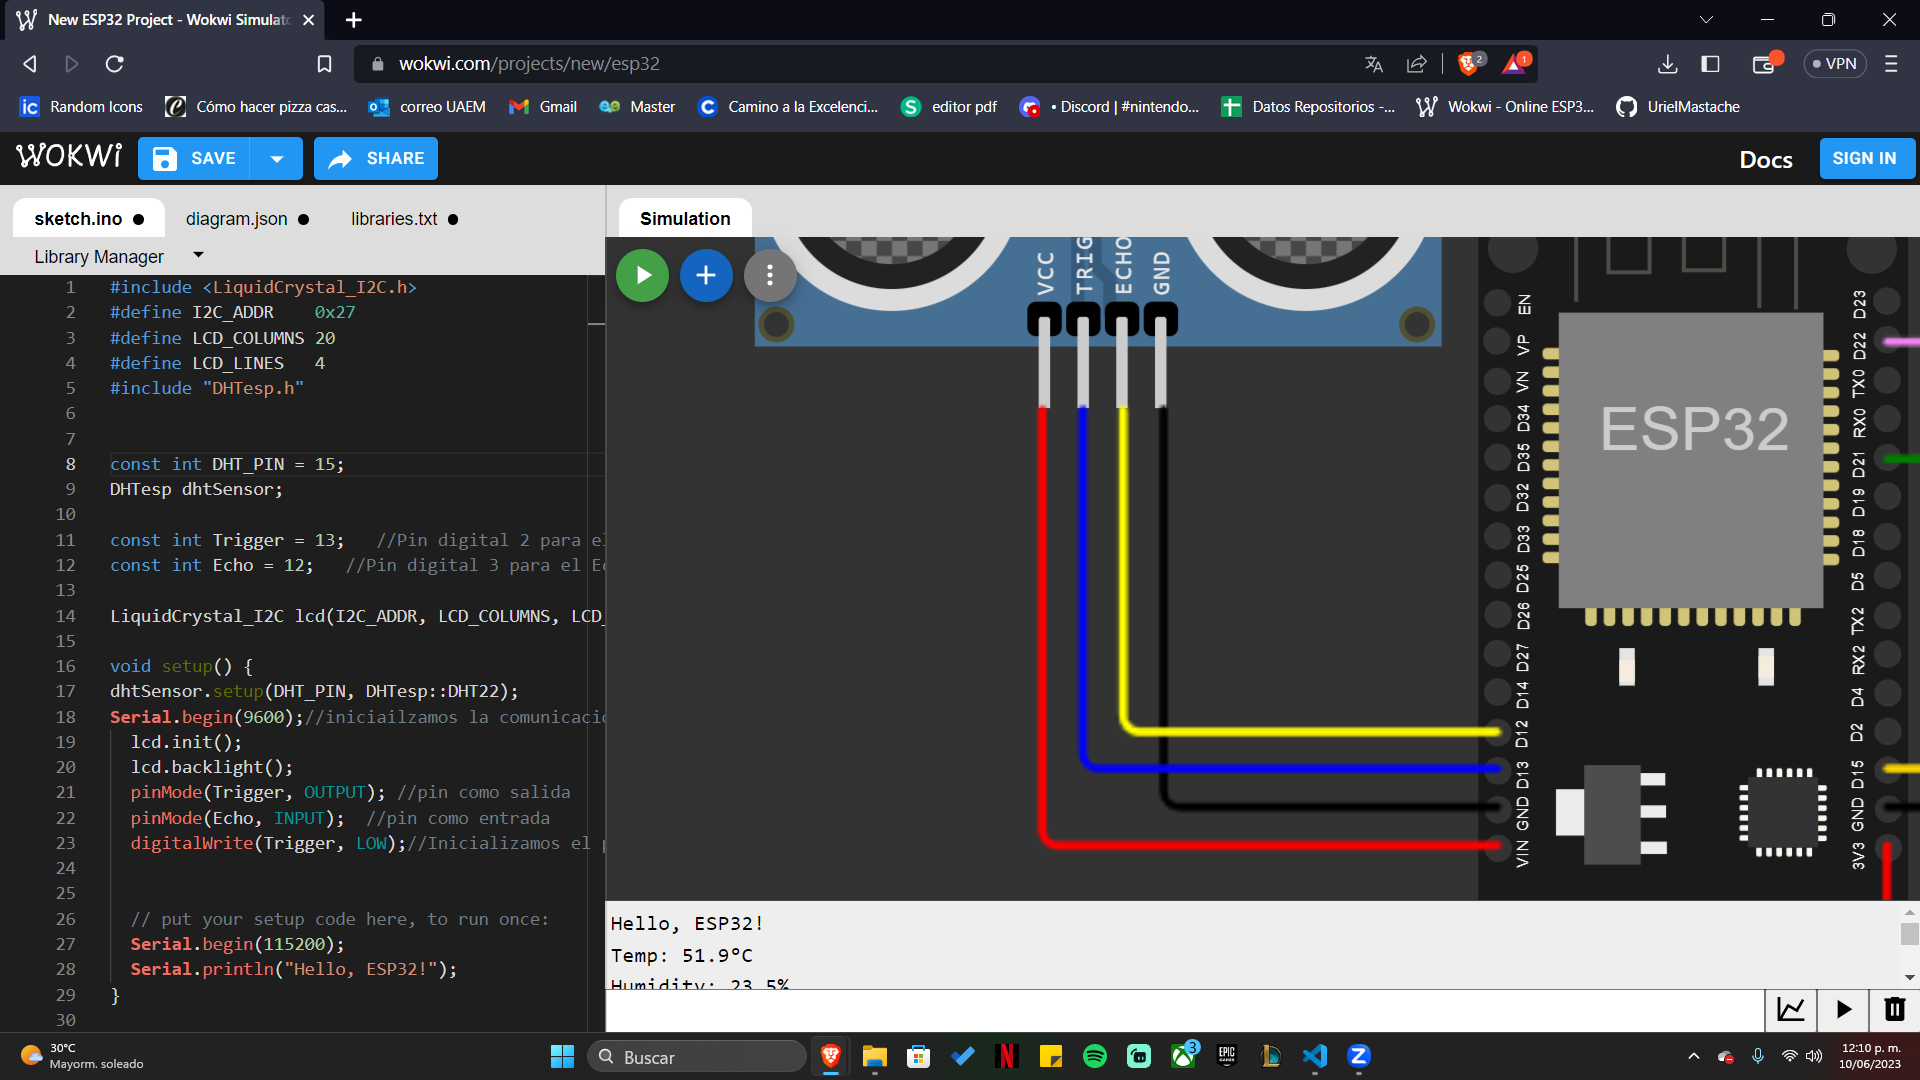 New ESP32 Project - Wokwi Simulat
wokwi.com/projects/new/esp32
2
1
VPN
Random Icons
Cómo hacer pizza cas...
correo UAEM
Gmail
Master
Camino a la Excelenci...
editor pdf
• Discord | #nintendo...
Datos Repositorios -...
Wokwi - Online ESP3...
UrielMastache
WOKWi
SAVE
SHARE
Docs
SIGN IN
sketch.ino ●
diagram.json ●
libraries.txt ●
Simulation
Library Manager
1 #include <LiquidCrystal_I2C.h>
2 #define I2C_ADDR    0x27
3 #define LCD_COLUMNS 20
4 #define LCD_LINES   4
5 #include "DHTesp.h"
6
7
8 const int DHT_PIN = 15;
9 DHTesp dhtSensor;
10
11 const int Trigger = 13;   //Pin digital 2 para el
12 const int Echo = 12;   //Pin digital 3 para el Ec
13
14 LiquidCrystal_I2C lcd(I2C_ADDR, LCD_COLUMNS, LCD_
15
16 void setup() {
17 dhtSensor.setup(DHT_PIN, DHTesp::DHT22);
18 Serial.begin(9600);//iniciailzamos la comunicació
19 lcd.init();
20 lcd.backlight();
21 pinMode(Trigger, OUTPUT); //pin como salida
22 pinMode(Echo, INPUT);  //pin como entrada
23 digitalWrite(Trigger, LOW);//Inicializamos el p
24
25
26 // put your setup code here, to run once:
27 Serial.begin(115200);
28 Serial.println("Hello, ESP32!");
29 }
30
VCC
TRIG
ECHO
GND
EN
VP
VN
D34
D35
D32
D33
D25
D26
D27
D14
D12
D13
GND
VIN
ESP32
D23
D22
TX0
RX0
D21
D19
D18
D5
TX2
RX2
D4
D2
D15
GND
3V3
Hello, ESP32!
Temp: 51.9°C
Humidity: 23.5%
30°C
Mayorm. soleado
Buscar
3
EPIC
GAMES
12:10 p. m.
10/06/2023